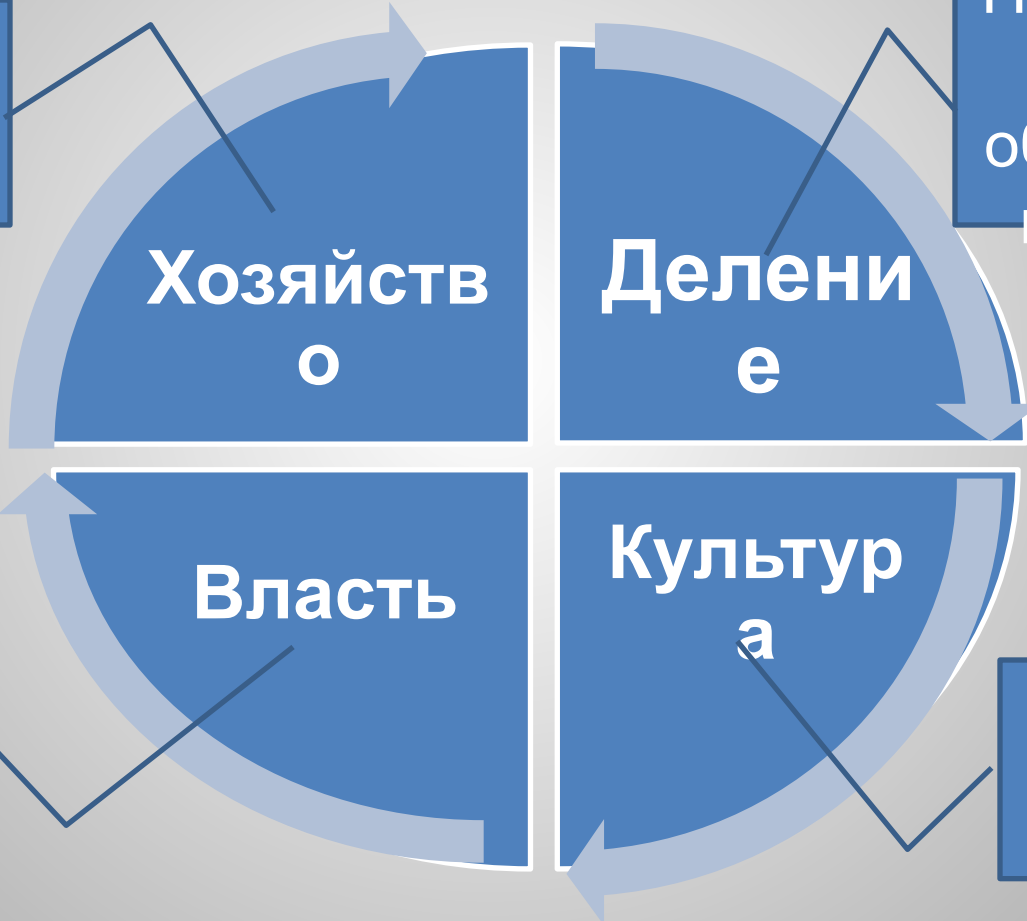 Хозяйств
о
Делени
е
Власть
Культур
а